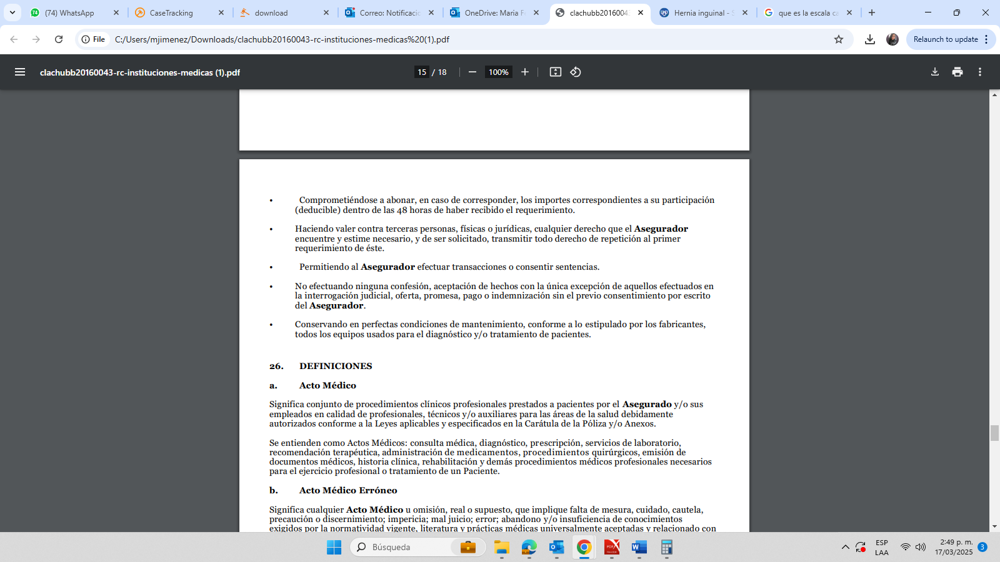 (74) WhatsApp
CaseTracking
download
Correo: Notificació
OneDrive: Maria F
clachubb20160043
Hernia inguinal - S
que es la escala ca
File
C:/Users/mjimenez/Downloads/clachubb20160043-rc-instituciones-medicas%20(1).pdf
Relaunch to update
clachubb20160043-rc-instituciones-medicas (1).pdf
15 / 18
100%
• Comprometiéndose a abonar, en caso de corresponder, los importes correspondientes a su participación
(deducible) dentro de las 48 horas de haber recibido el requerimiento.
• Haciendo valer contra terceras personas, físicas o jurídicas, cualquier derecho que el Asegurador
encuentre y estime necesario, y de ser solicitado, transmitir todo derecho de repetición al primer
requerimiento de éste.
• Permitiendo al Asegurador efectuar transacciones o consentir sentencias.
• No efectuando ninguna confesión, aceptación de hechos con la única excepción de aquellos efectuados en
la interrogación judicial, oferta, promesa, pago o indemnización sin el previo consentimiento por escrito
del Asegurador.
• Conservando en perfectas condiciones de mantenimiento, conforme a lo estipulado por los fabricantes,
todos los equipos usados para el diagnóstico y/o tratamiento de pacientes.
26. DEFINICIONES
a. Acto Médico
Significa conjunto de procedimientos clínicos profesionales prestados a pacientes por el Asegurado y/o sus
empleados en calidad de profesionales, técnicos y/o auxiliares para las áreas de la salud debidamente
autorizados conforme a la Leyes aplicables y especificados en la Carátula de la Póliza y/o Anexos.
Se entienden como Actos Médicos: consulta médica, diagnóstico, prescripción, servicios de laboratorio,
recomendación terapéutica, administración de medicamentos, procedimientos quirúrgicos, emisión de
documentos médicos, historia clínica, rehabilitación y demás procedimientos médicos profesionales necesarios
para el ejercicio profesional o tratamiento de un Paciente.
b. Acto Médico Erróneo
Significa cualquier Acto Médico u omisión, real o supuesto, que implique falta de mesura, cuidado, cautela,
precaución o discernimiento; impericia; mal juicio; error; abandono y/o insuficiencia de conocimientos
exigidos por la normatividad vigente, literatura y prácticas médicas universalmente aceptadas y relacionado con
Búsqueda
ESP
LAA
2:49 p. m.
17/03/2025
3